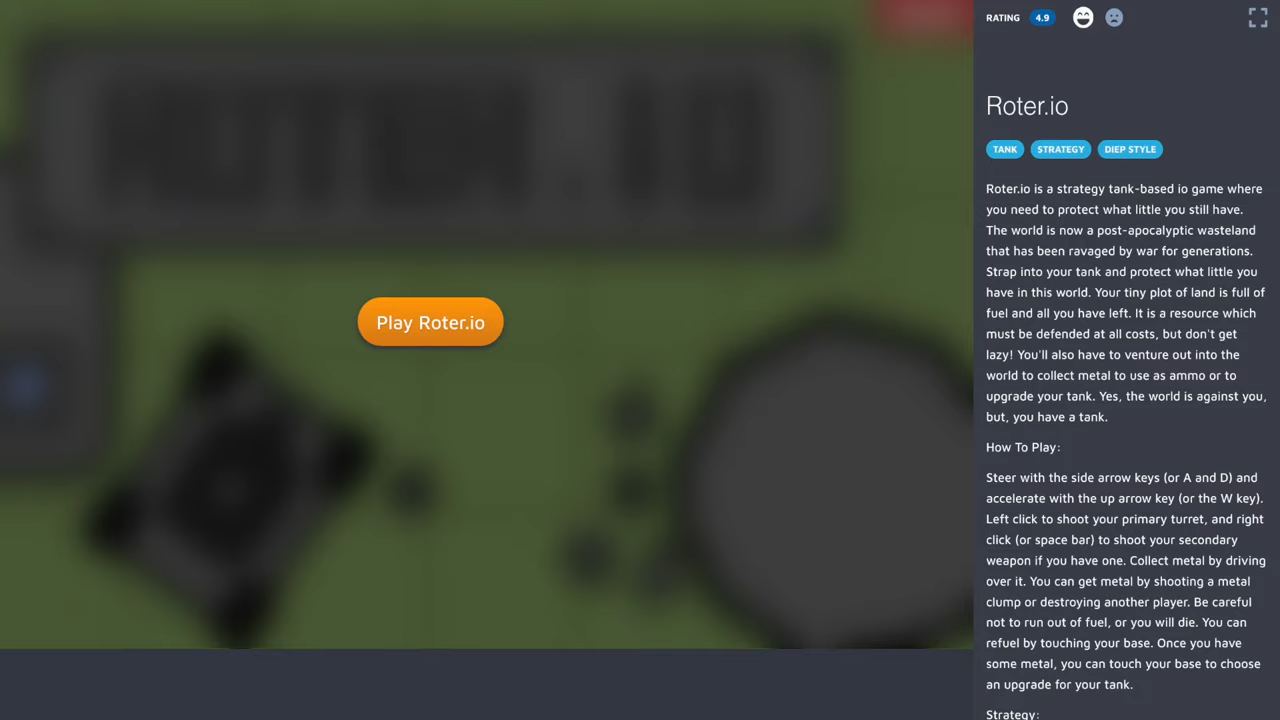 ROTER.IO
Play Roter.io
RATING 4.9
Roter.io
TANK STRATEGY DIEP STYLE
Roter.io is a strategy tank-based io game where
you need to protect what little you still have.
The world is now a post-apocalyptic wasteland
that has been ravaged by war for generations.
Strap into your tank and protect what little you
have in this world. Your tiny plot of land is full of
fuel and all you have left. It is a resource which
must be defended at all costs, but don't get
lazy! You'll also have to venture out into the
world to collect metal to use as ammo or to
upgrade your tank. Yes, the world is against you,
but, you have a tank.
How To Play:
Steer with the side arrow keys (or A and D) and
accelerate with the up arrow key (or the W key).
Left click to shoot your primary turret, and right
click (or space bar) to shoot your secondary
weapon if you have one. Collect metal by driving
over it. You can get metal by shooting a metal
clump or destroying another player. Be careful
not to run out of fuel, or you will die. You can
refuel by touching your base. Once you have
some metal, you can touch your base to choose
an upgrade for your tank.
Strategy: